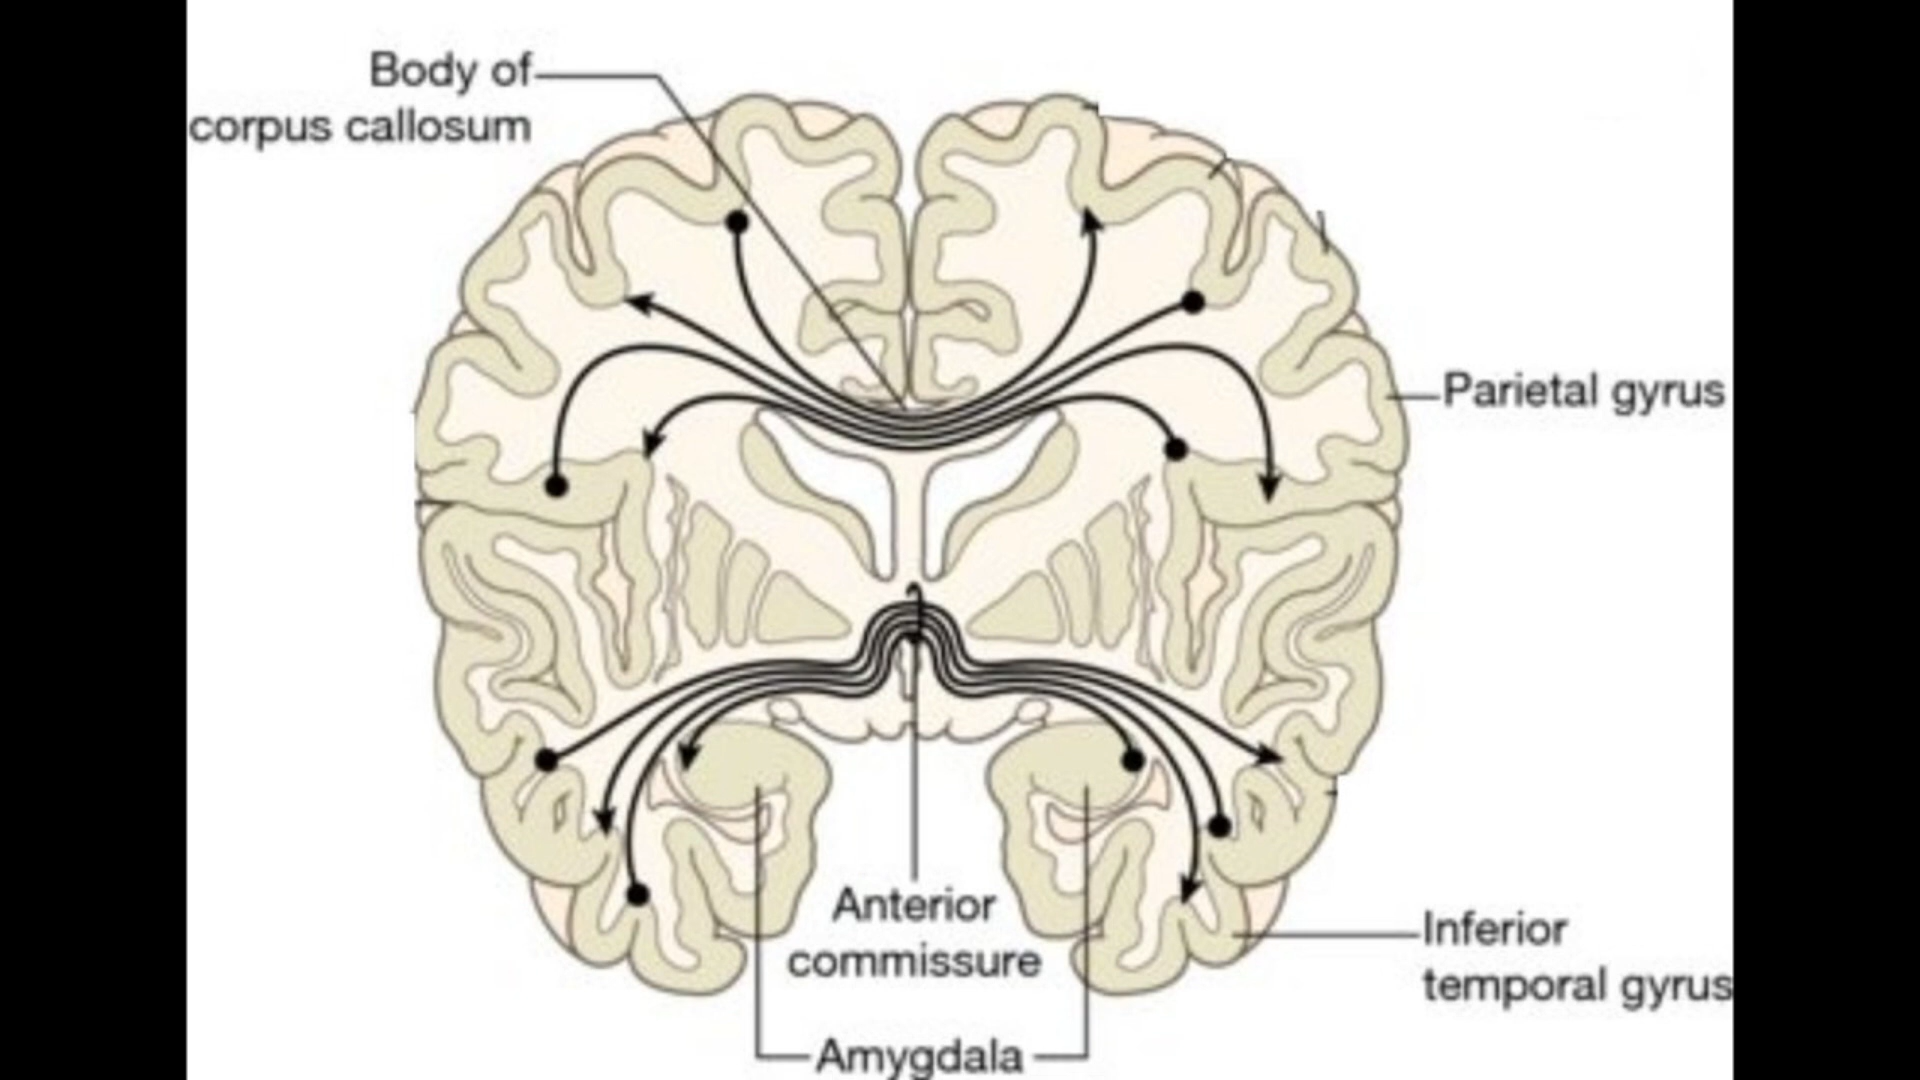 Body of
corpus callosum
Parietal gyrus
Anterior
commissure
Inferior
temporal gyrus
Amygdala